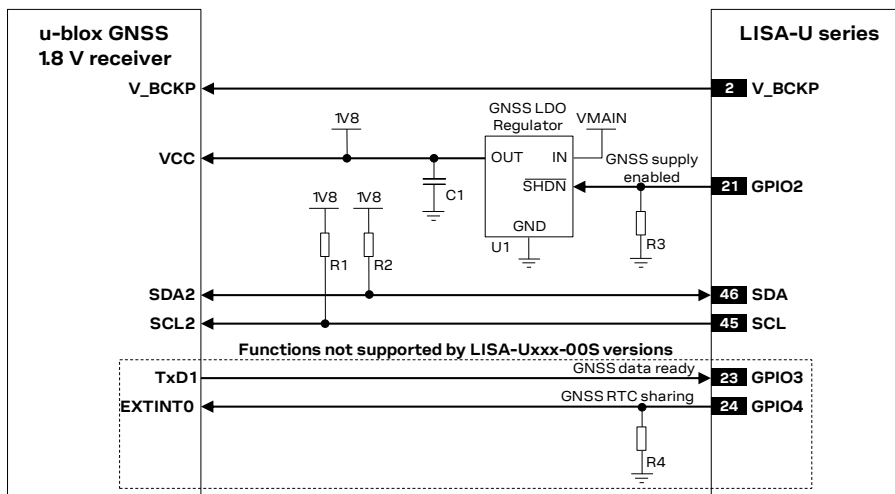 u-blox GNSS
1.8 V receiver
LISA-U series
V_BCKP
2
V_BCKP
GNSS LDO
Regulator
VMAIN
1V8
VCC
OUT
IN
GNSS supply
enabled
SHDN
21
GPIO2
C1
1V8
1V8
GND
U1
R3
R1
R2
SDA2
46
SDA
SCL2
45
SCL
Functions not supported by LISA-Uxxx-00S versions
TxD1
GNSS data ready
23
GPIO3
EXTINT0
GNSS RTC sharing
24
GPIO4
R4